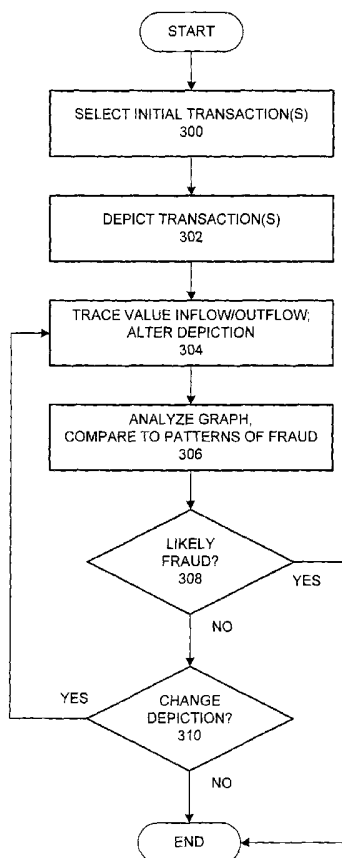 START
SELECT INITIAL TRANSACTION(S)
300
DEPICT TRANSACTION(S)
302
TRACE VALUE INFLOW/OUTFLOW;
ALTER DEPICTION
304
ANALYZE GRAPH,
COMPARE TO PATTERNS OF FRAUD
306
LIKELY
FRAUD?
308
YES
NO
YES
CHANGE
DEPICTION?
310
NO
END